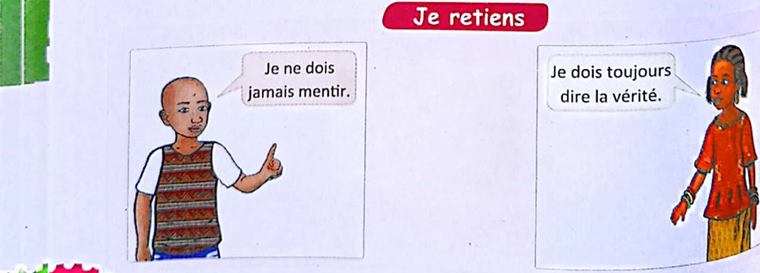 Je retiens
Je ne dois
jamais mentir.
Je dois toujours
dire la vérité.